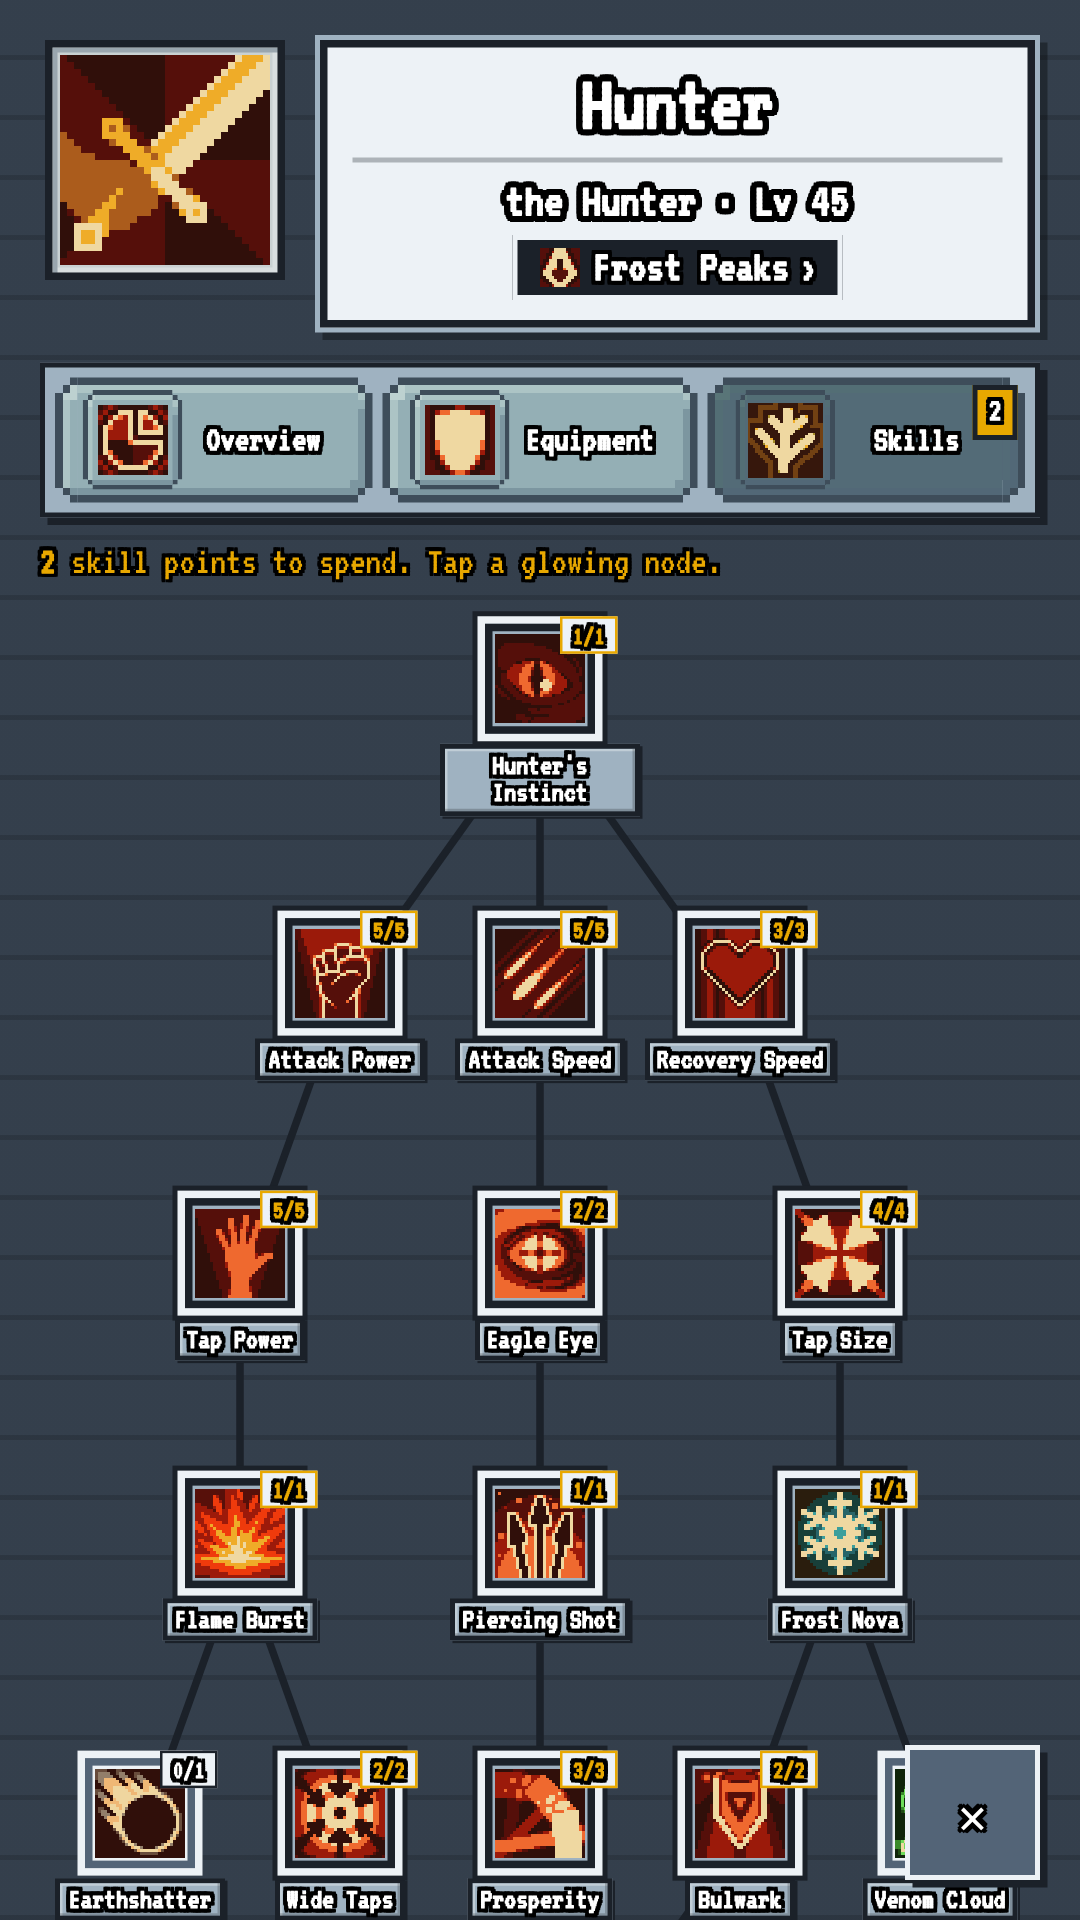 Hunter
the Hunter • Lv 45
Frost Peaks ›
Overview
Equipment
Skills
2
2 skill points to spend. Tap a glowing node.
1/1
Hunter's
Instinct
5/5
5/5
3/3
Attack Power
Attack Speed
Recovery Speed
5/5
2/2
4/4
Tap Power
Eagle Eye
Tap Size
1/1
1/1
1/1
Flame Burst
Piercing Shot
Frost Nova
0/1
2/2
3/3
2/2
×
Earthshatter
Wide Taps
Prosperity
Bulwark
Venom Cloud